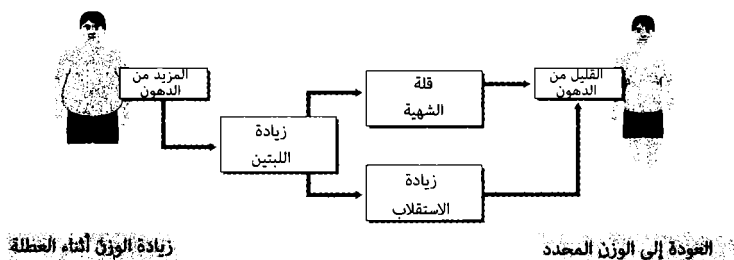 المزيد من
الدهون
زيادة
اللبتين
قلة
الشهية
زيادة
الاستقلاب
القليل من
الدهون
زيادة الوزن أثناء العطلة
العودة إلى الوزن المحدد